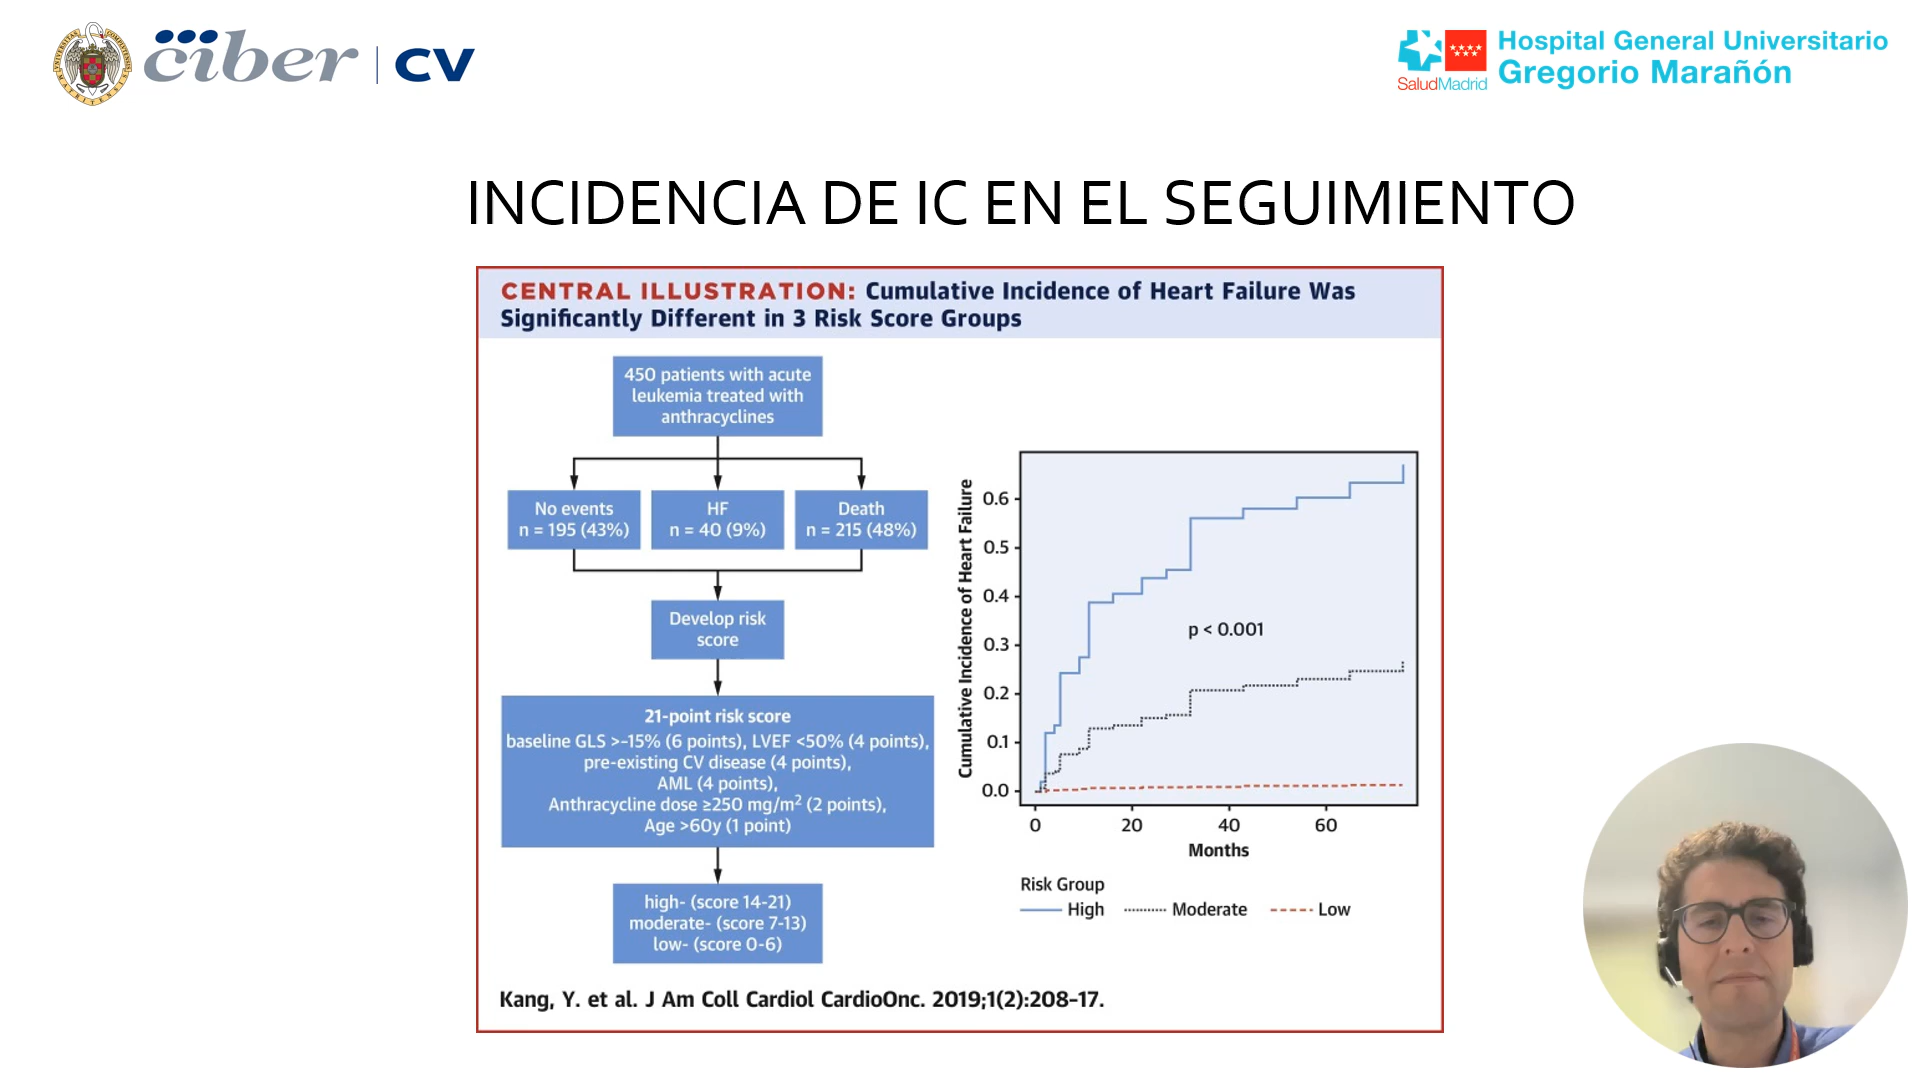 ciber | CV
SaludMadrid
Hospital General Universitario
Gregorio Marañón
INCIDENCIA DE IC EN EL SEGUIMIENTO
CENTRAL ILLUSTRATION: Cumulative Incidence of Heart Failure Was
Significantly Different in 3 Risk Score Groups
450 patients with acute
leukemia treated with
anthracyclines
No events
n = 195 (43%)
HF
n = 40 (9%)
Death
n = 215 (48%)
Develop risk
score
21-point risk score
baseline GLS >-15% (6 points), LVEF <50% (4 points),
pre-existing CV disease (4 points),
AML (4 points),
Anthracycline dose ≥250 mg/m² (2 points),
Age >60y (1 point)
high- (score 14-21)
moderate- (score 7-13)
low- (score 0-6)
Cumulative Incidence of Heart Failure
0.6
0.5
0.4
0.3
0.2
0.1
0.0
p < 0.001
0 20 40 60
Months
Risk Group
High Moderate Low
Kang, Y. et al. J Am Coll Cardiol CardioOnc. 2019;1(2):208-17.